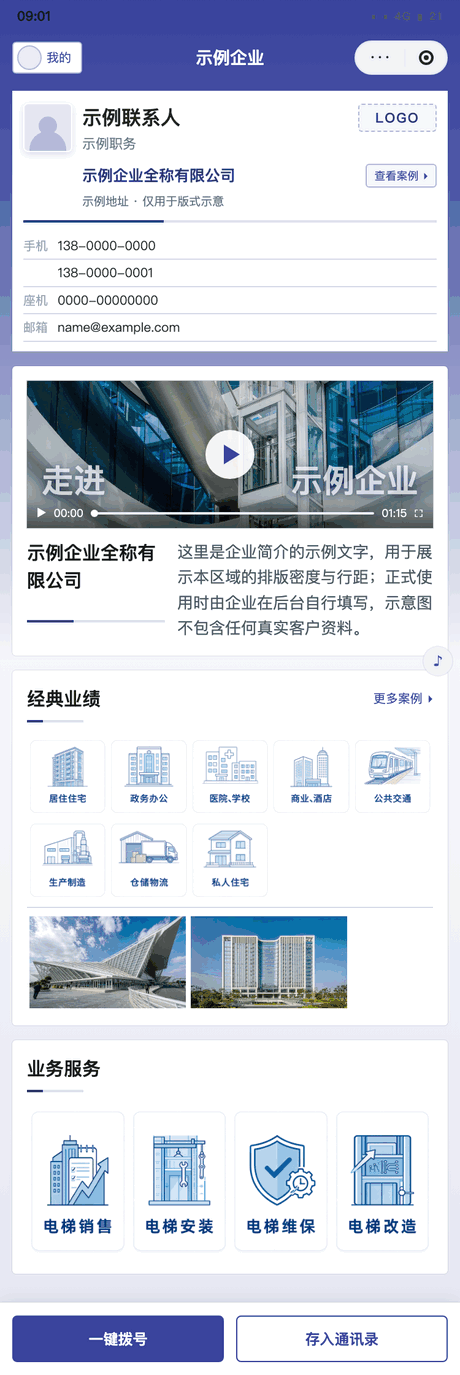 09:01
4G 21
我的
示例企业
示例联系人
LOGO
示例职务
示例企业全称有限公司
查看案例
示例地址 · 仅用于版式示意
手机 138-0000-0000
138-0000-0001
座机 0000-00000000
邮箱 name@example.com
走进 示例企业
00:00 01:15
示例企业全称有
限公司
这里是企业简介的示例文字，用于展
示本区域的排版密度与行距；正式使
用时由企业在后台自行填写，示意图
不包含任何真实客户资料。
经典业绩
更多案例
居住住宅 政务办公 医院、学校 商业、酒店 公共交通
生产制造 仓储物流 私人住宅
业务服务
电梯销售 电梯安装 电梯维保 电梯改造
一键拨号 存入通讯录